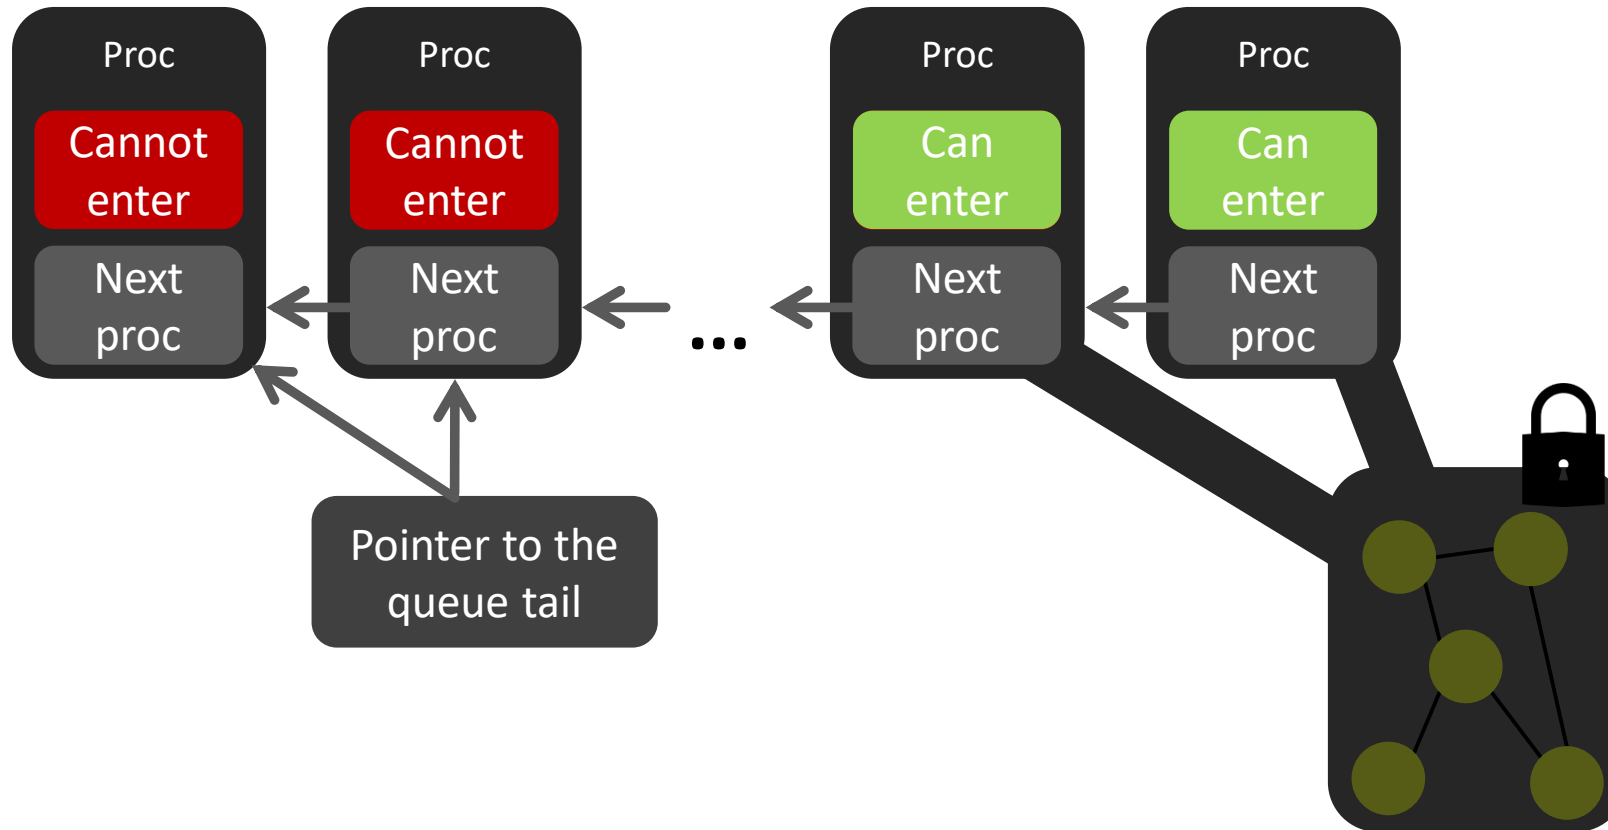 Proc
Cannot
enter
Next
proc
Proc
Cannot
enter
Next
proc
...
Proc
Can
enter
Next
proc
Proc
Can
enter
Next
proc
Pointer to the
queue tail